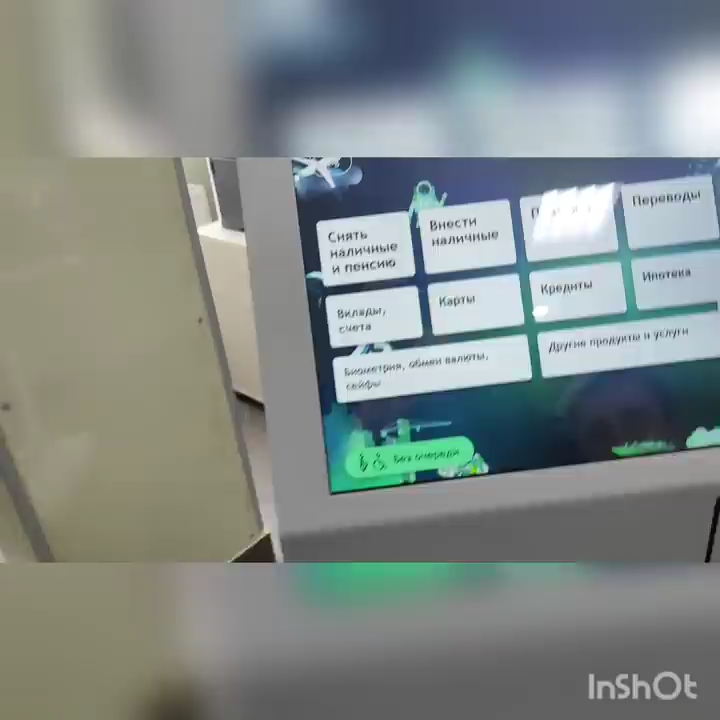 Снять
наличные
и пенсию
Внести
наличные
Переводы
Вклады,
счета
Карты
Кредиты
Ипотека
Биометрия, обмен валюты,
сейфы
Другие продукты и услуги
Без очереди
InShOt